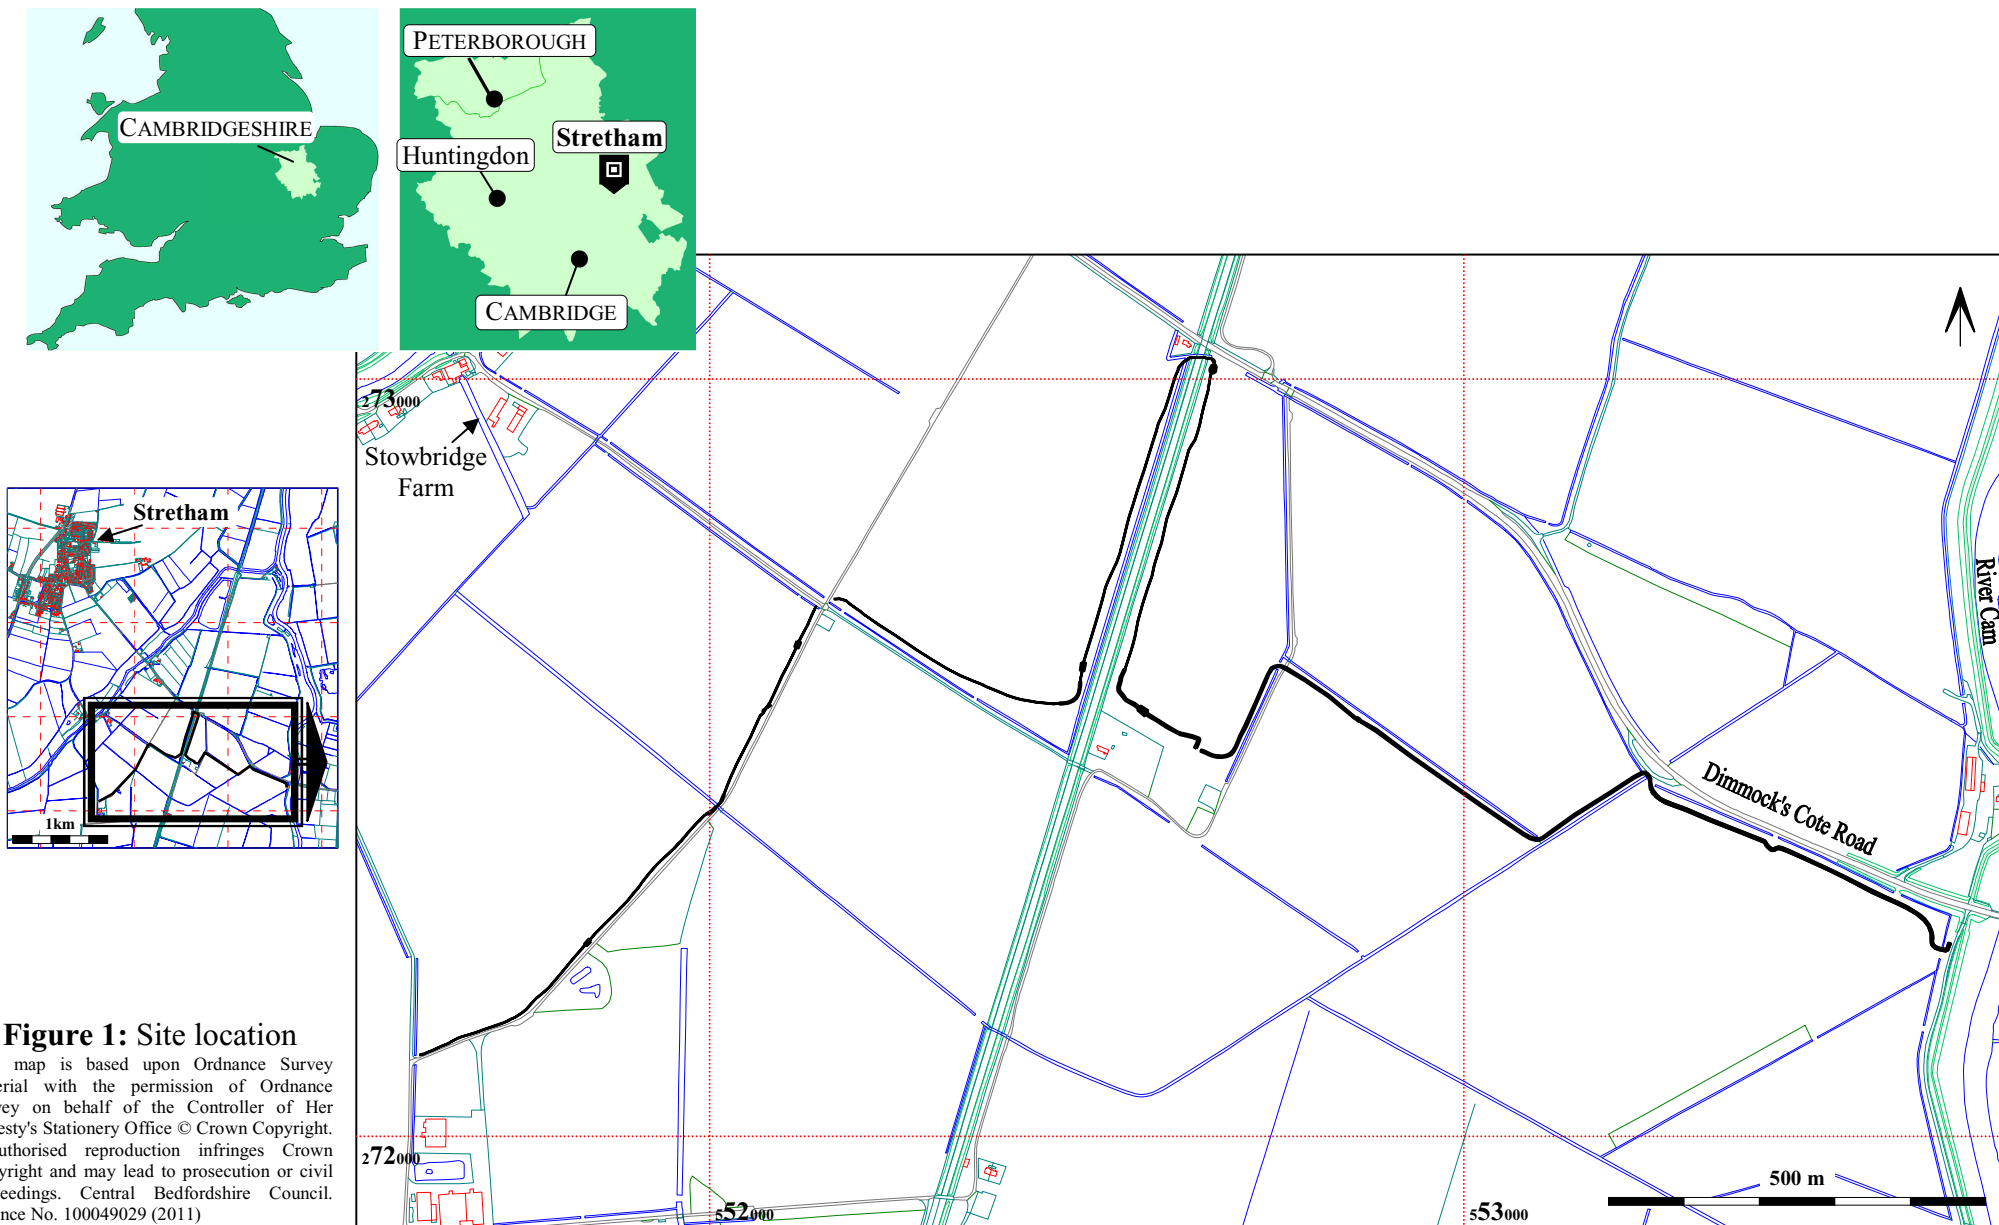 PETERBOROUGH
CAMBRIDGESHIRE
Stretham
Huntingdon
CAMBRIDGE
273000
Stowbridge
Farm
River Cam
Stretham
Dimmock's Cote Road
1km
Figure 1: Site location
map is based upon Ordnance Survey
erial with the permission of Ordnance
vey on behalf of the Controller of Her
esty's Stationery Office © Crown Copyright.
uthorised reproduction infringes Crown
yright and may lead to prosecution or civil
eedings. Central Bedfordshire Council.
nce No. 100049029 (2011)
272000
500 m
552000
553000